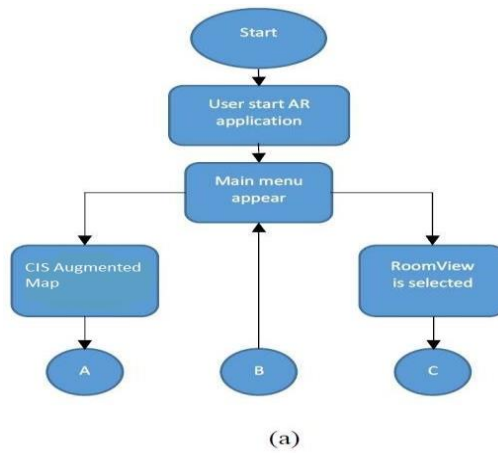 Start
User start AR
application
Main menu
appear
CIS Augmented
Map
RoomView
is selected
A
B
C
(a)